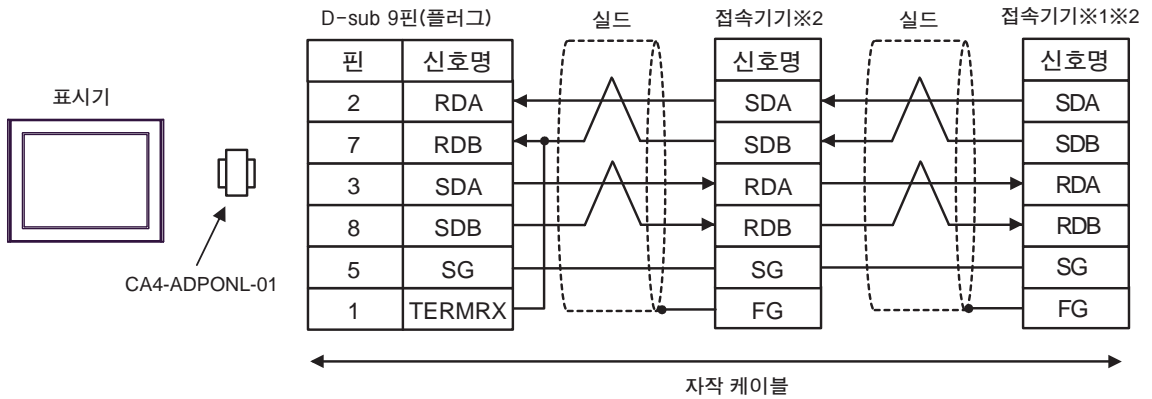 D-sub 9핀(플러그) 실드 접속기기※2 실드 접속기기※1※2
핀 신호명 신호명 신호명
표시기
2 RDA SDA SDA
7 RDB SDB SDB
3 SDA RDA RDA
8 SDB RDB RDB
5 SG SG SG
CA4-ADPONL-01
1 TERMRX FG FG
자작 케이블